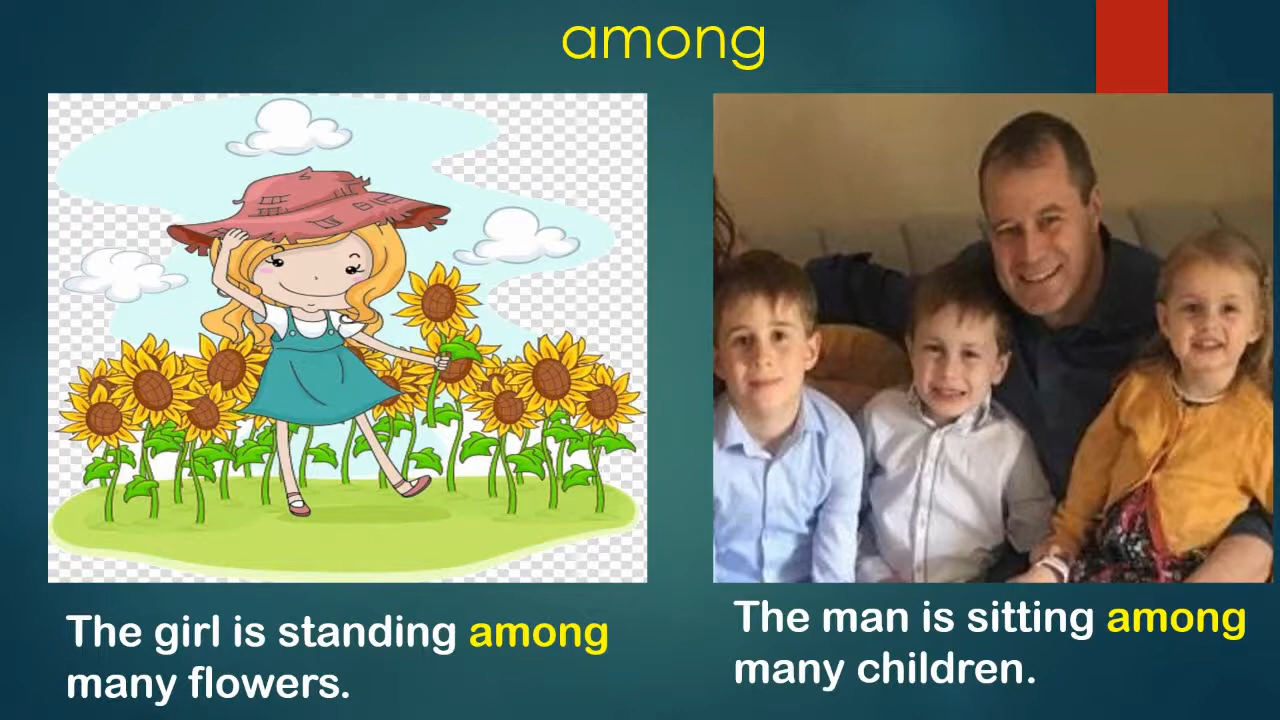 among
The girl is standing among
many flowers.
The man is sitting among
many children.